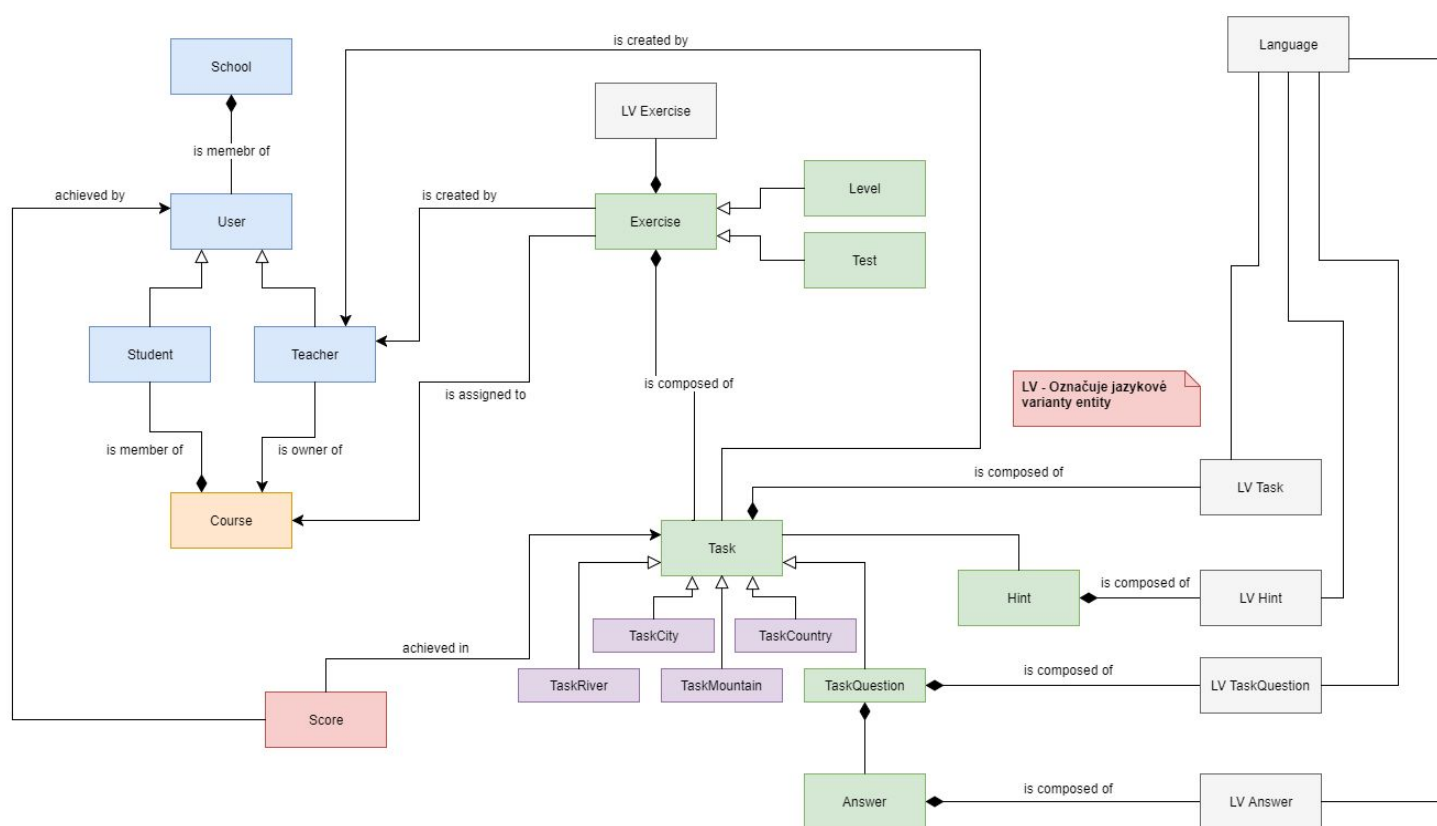 is created by
School
Language
LV Exercise
is memebr of
achieved by
is created by
Level
User
Exercise
Test
Student
Teacher
is composed of
is assigned to
LV - Označuje jazykové
varianty entity
is member of
is owner of
is composed of
LV Task
Course
Task
is composed of
Hint
LV Hint
TaskCity
TaskCountry
achieved in
is composed of
TaskRiver
TaskMountain
TaskQuestion
LV TaskQuestion
Score
is composed of
Answer
LV Answer